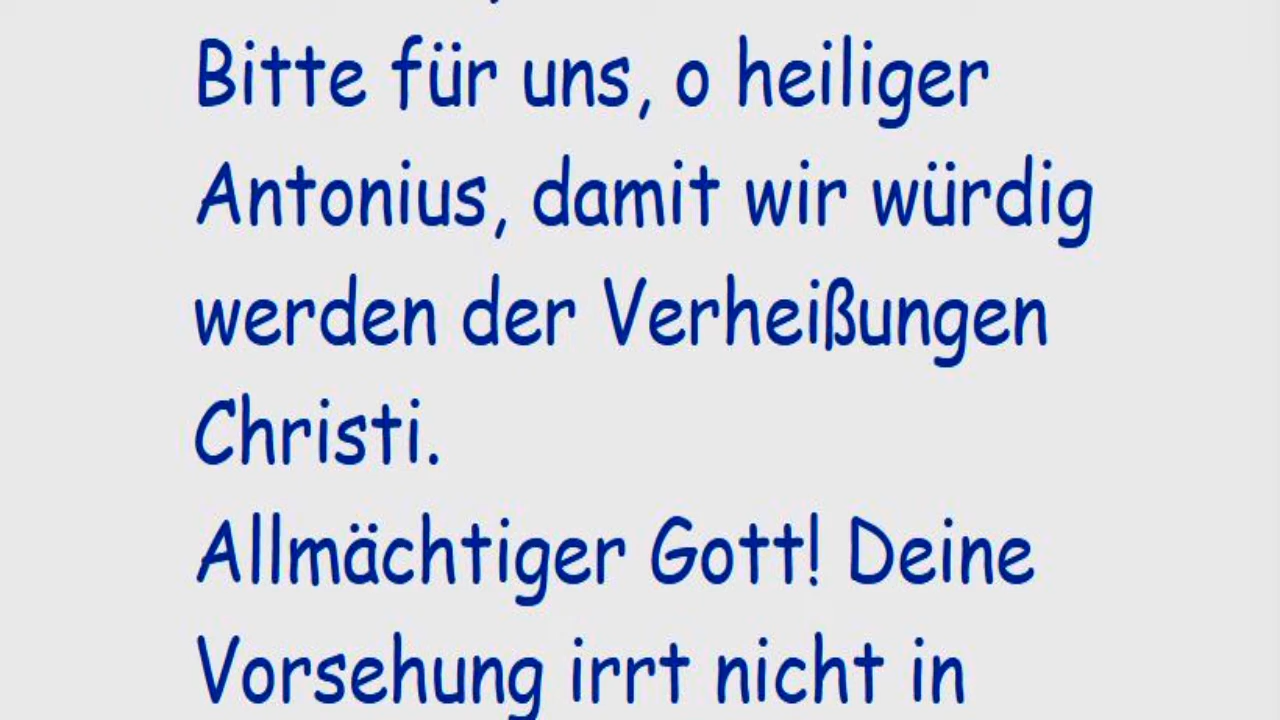 Bitte für uns, o heiliger
Antonius, damit wir würdig
werden der Verheißungen
Christi.
Allmächtiger Gott! Deine
Vorsehung irrt nicht in